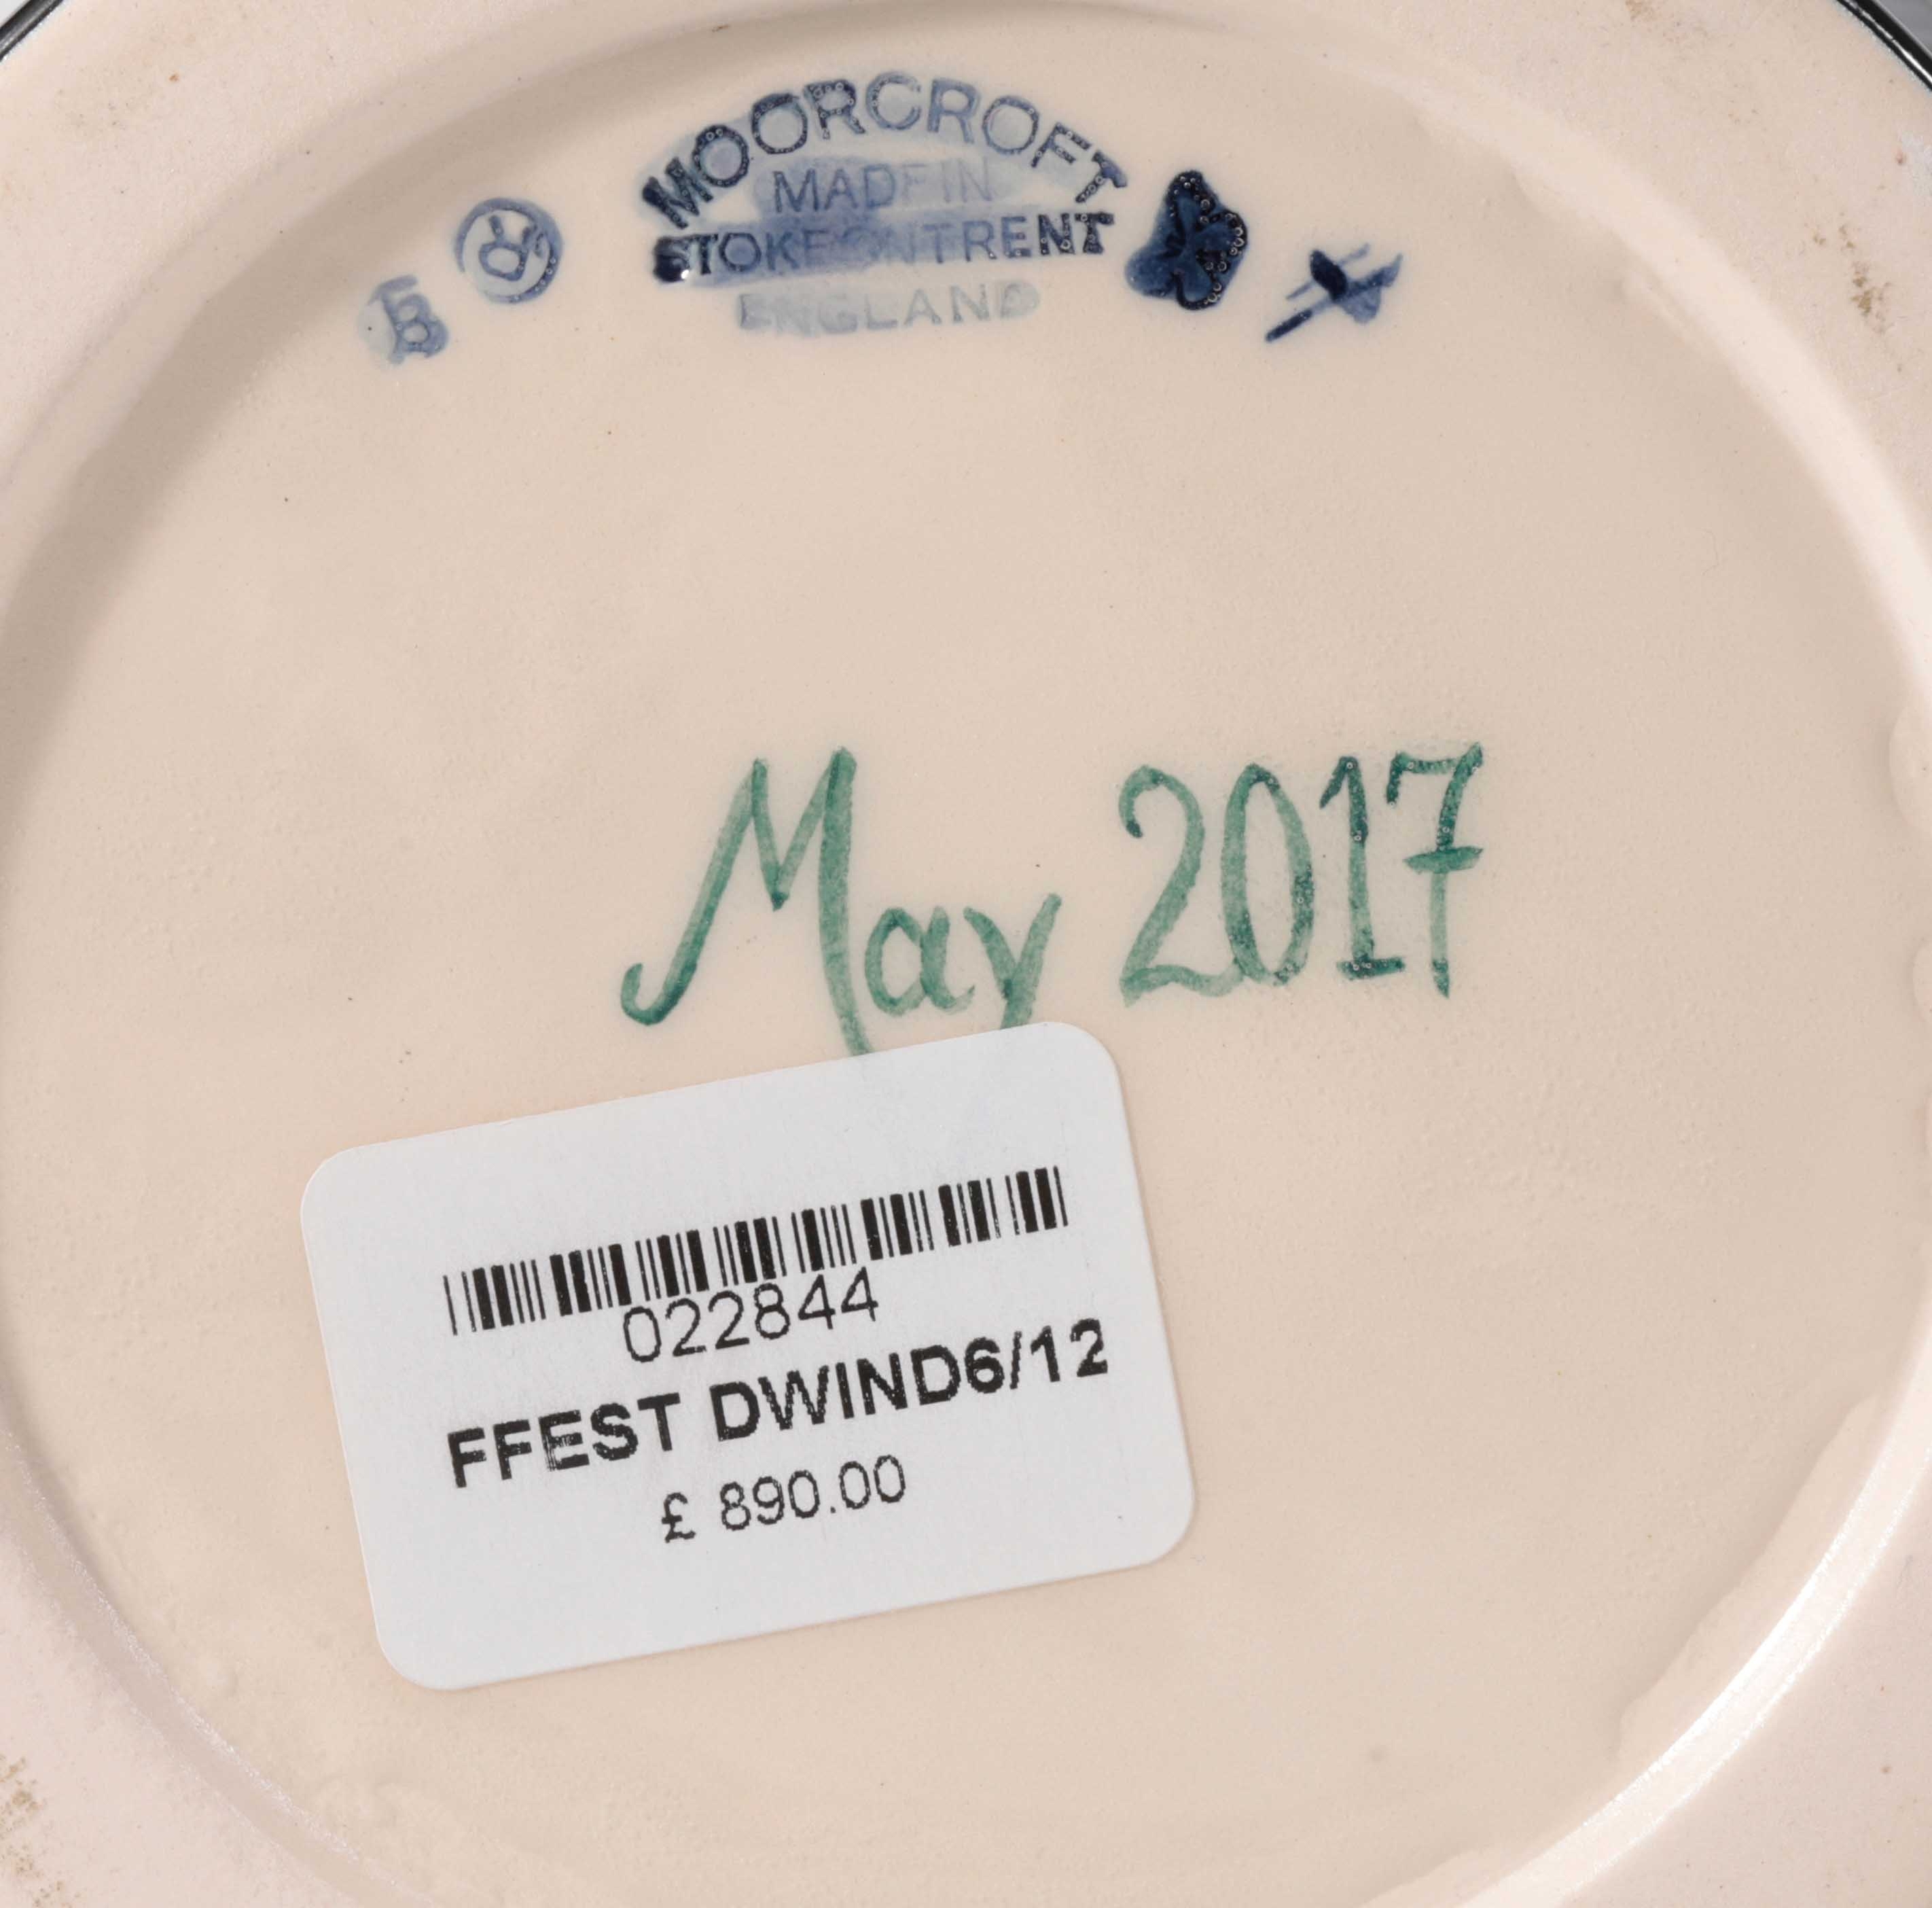 MOORCROFT
MADE IN
STOKE ON TRENT
ENGLAND
May 2017
022844
FFEST DWIND6/12
£ 890.00